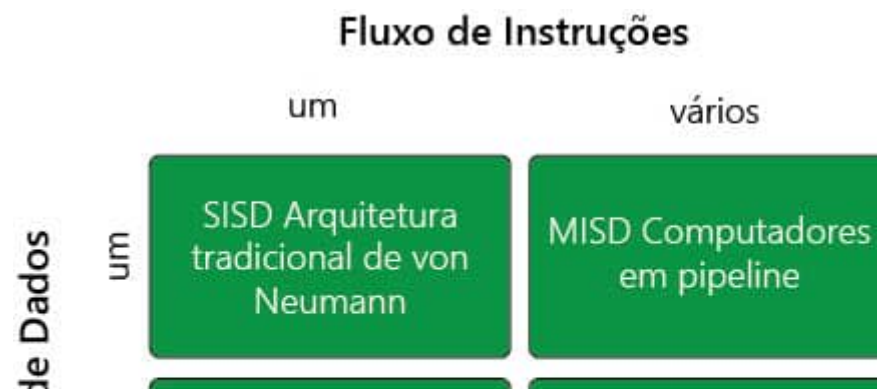 Fluxo de Instruções
um
vários
SISD Arquitetura
tradicional de von
Neumann
MISD Computadores
em pipeline
um
de Dados